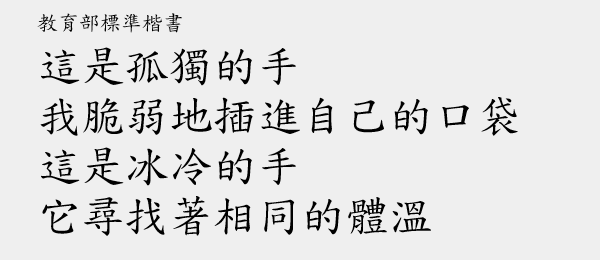 教育部標準楷書
這是孤獨的手
我脆弱地插進自己的口袋
這是冰冷的手
它尋找著相同的體溫